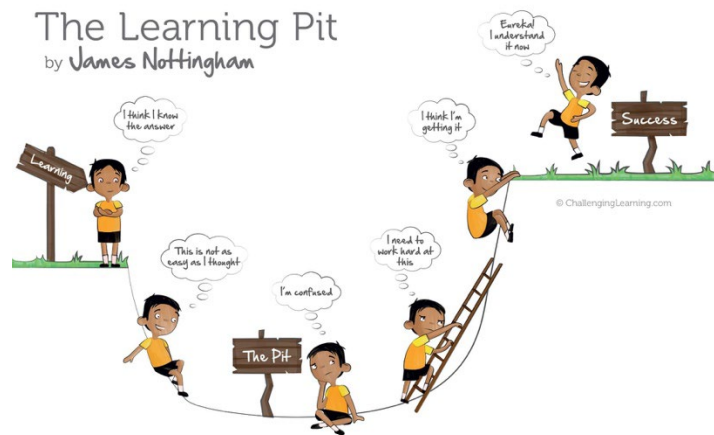 The Learning Pit
by James Nottingham
I think I know
the answer
Learning
This is not as
easy as I thought
The Pit
I'm confused
I need to
work hard at
this
I think I'm
getting it
Eureka!
I understand
it now
Success
© ChallengingLearning.com